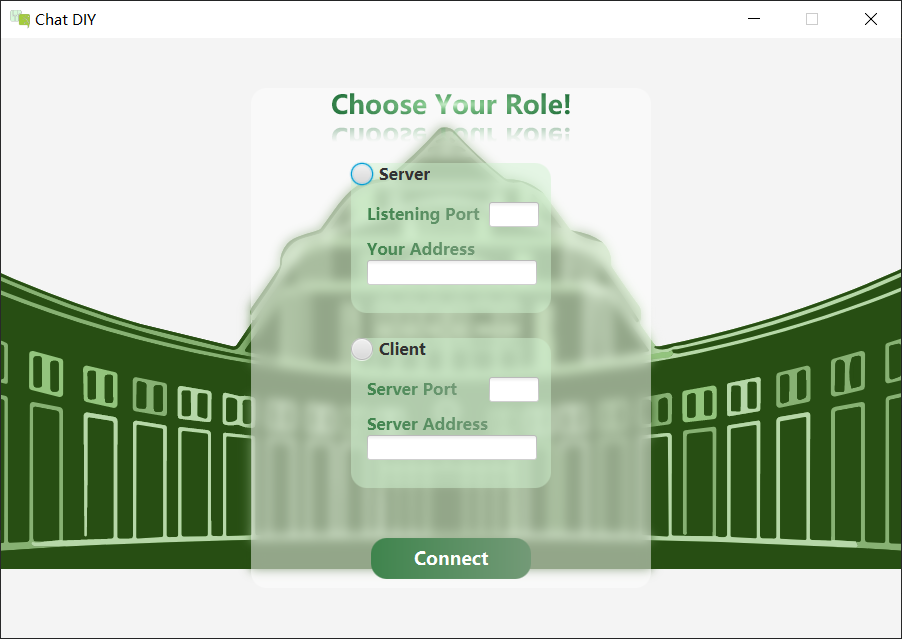 Chat DIY
Choose Your Role!
Server
Listening Port
Your Address
Client
Server Port
Server Address
Connect